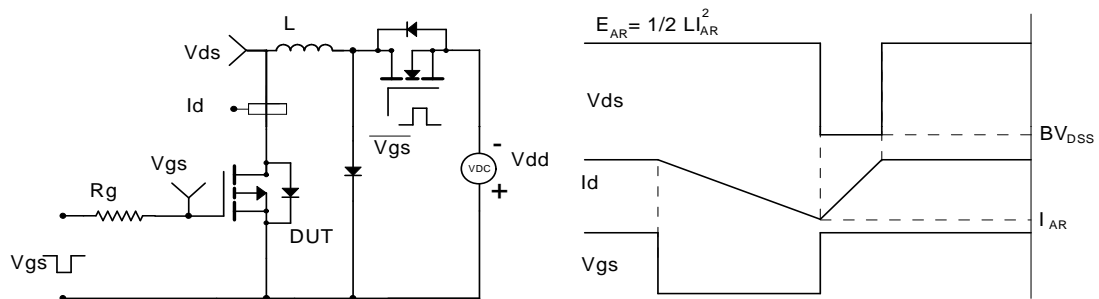 L
Vds
Id
Vgs
Vgs
Rg
DUT
Vgs
VDC
-
+
Vdd
E_AR= 1/2 LI_AR^2
Vds
BV_DSS
Id
I_AR
Vgs